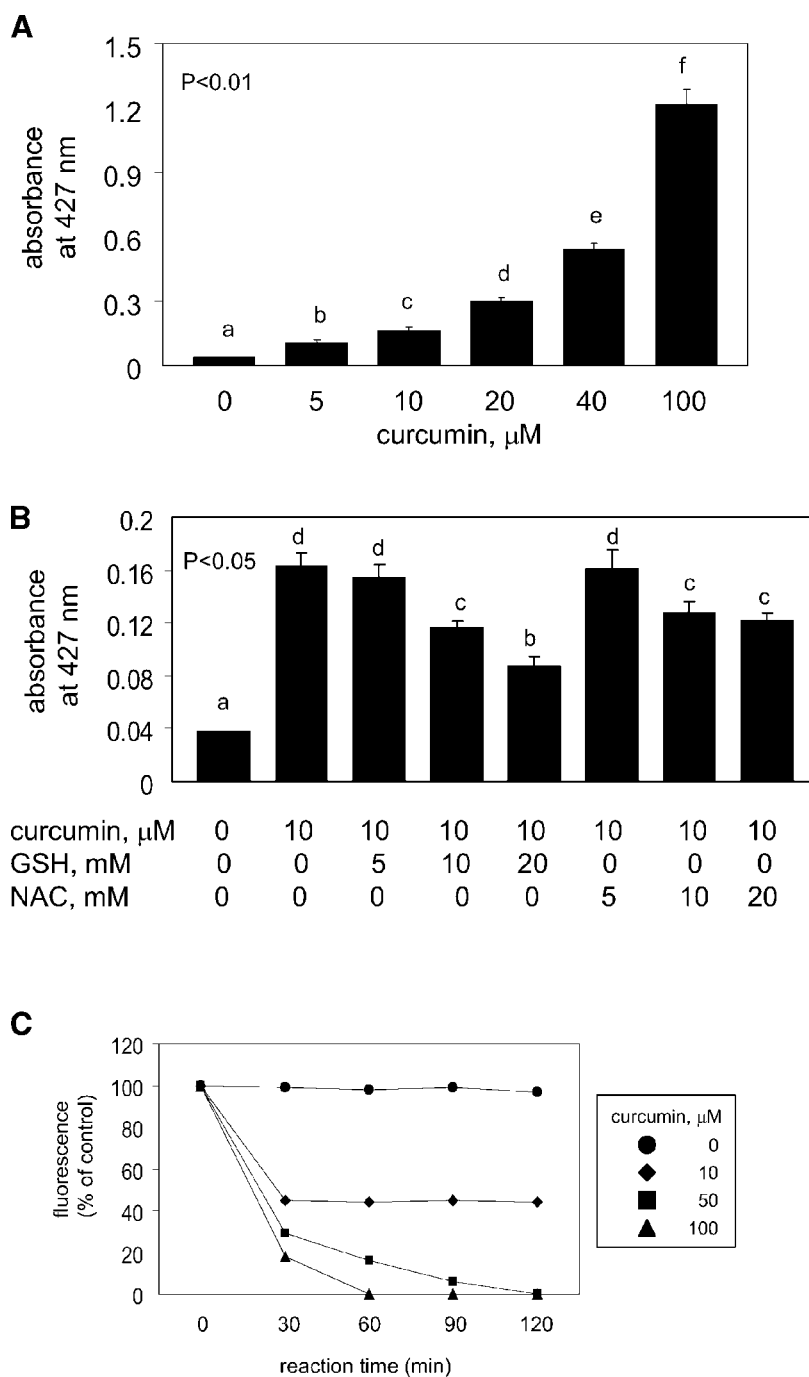 A
1.5
P<0.01
f
1.2
absorbance
at 427 nm
0.9
0.6
e
d
0.3
c
b
a
0
0 5 10 20 40 100
curcumin, μM
B
0.2
P<0.05
d d d
0.16
absorbance
at 427 nm
c c c
0.12
b
0.08
a
0.04
0
curcumin, μM 0 10 10 10 10 10 10 10
GSH, mM 0 0 5 10 20 0 0 0
NAC, mM 0 0 0 0 0 5 10 20
C
120
100
80
fluorescence
(% of control)
60
40
20
0
0 30 60 90 120
reaction time (min)
curcumin, μM
0
10
50
100